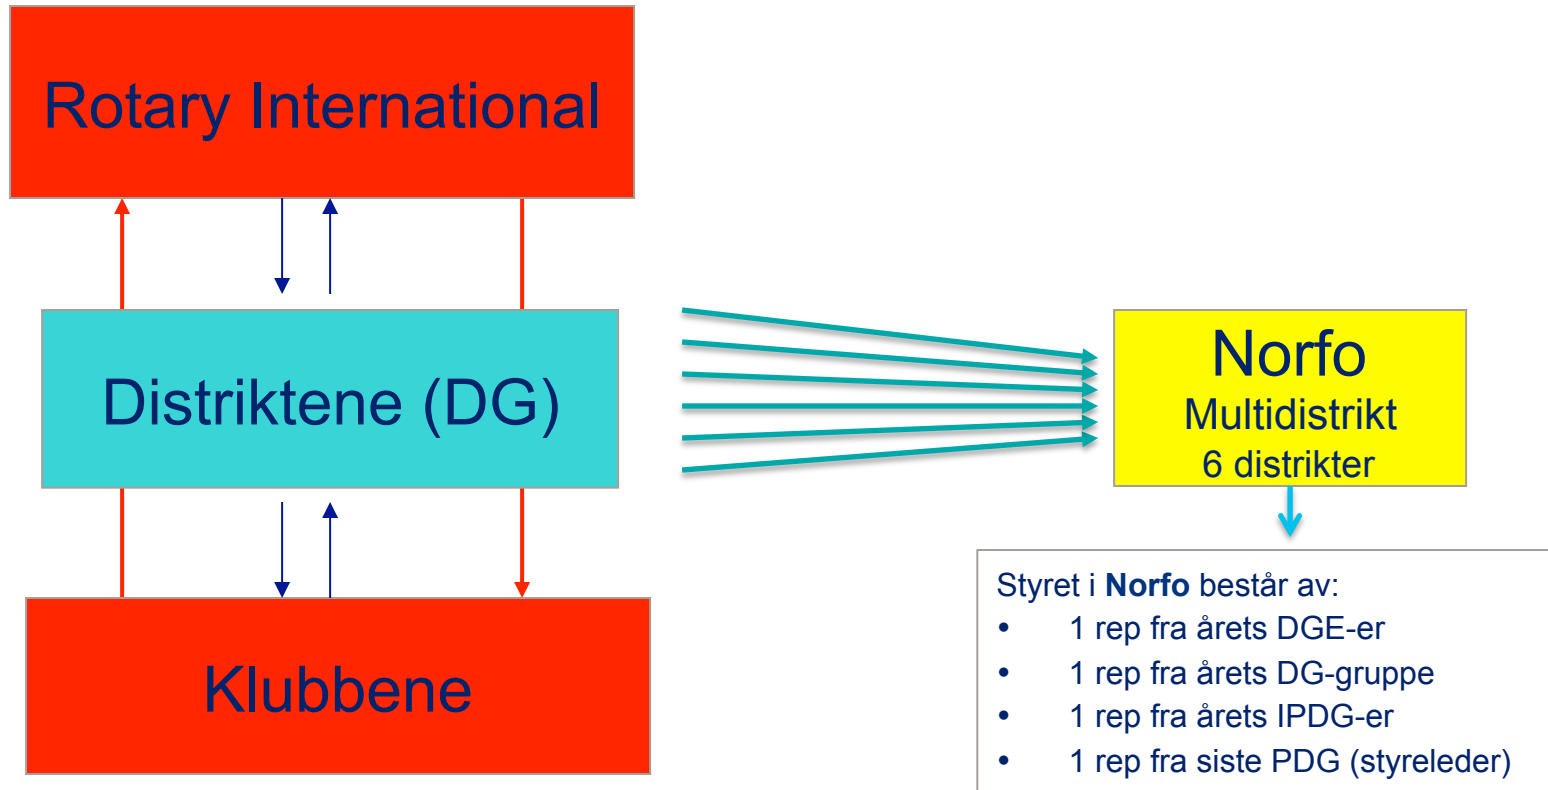 Rotary International
Distriktene (DG)
Klubbene
Norfo
Multidistrikt
6 distrikter
Styret i Norfo består av:
• 1 rep fra årets DGE-er
• 1 rep fra årets DG-gruppe
• 1 rep fra årets IPDG-er
• 1 rep fra siste PDG (styreleder)